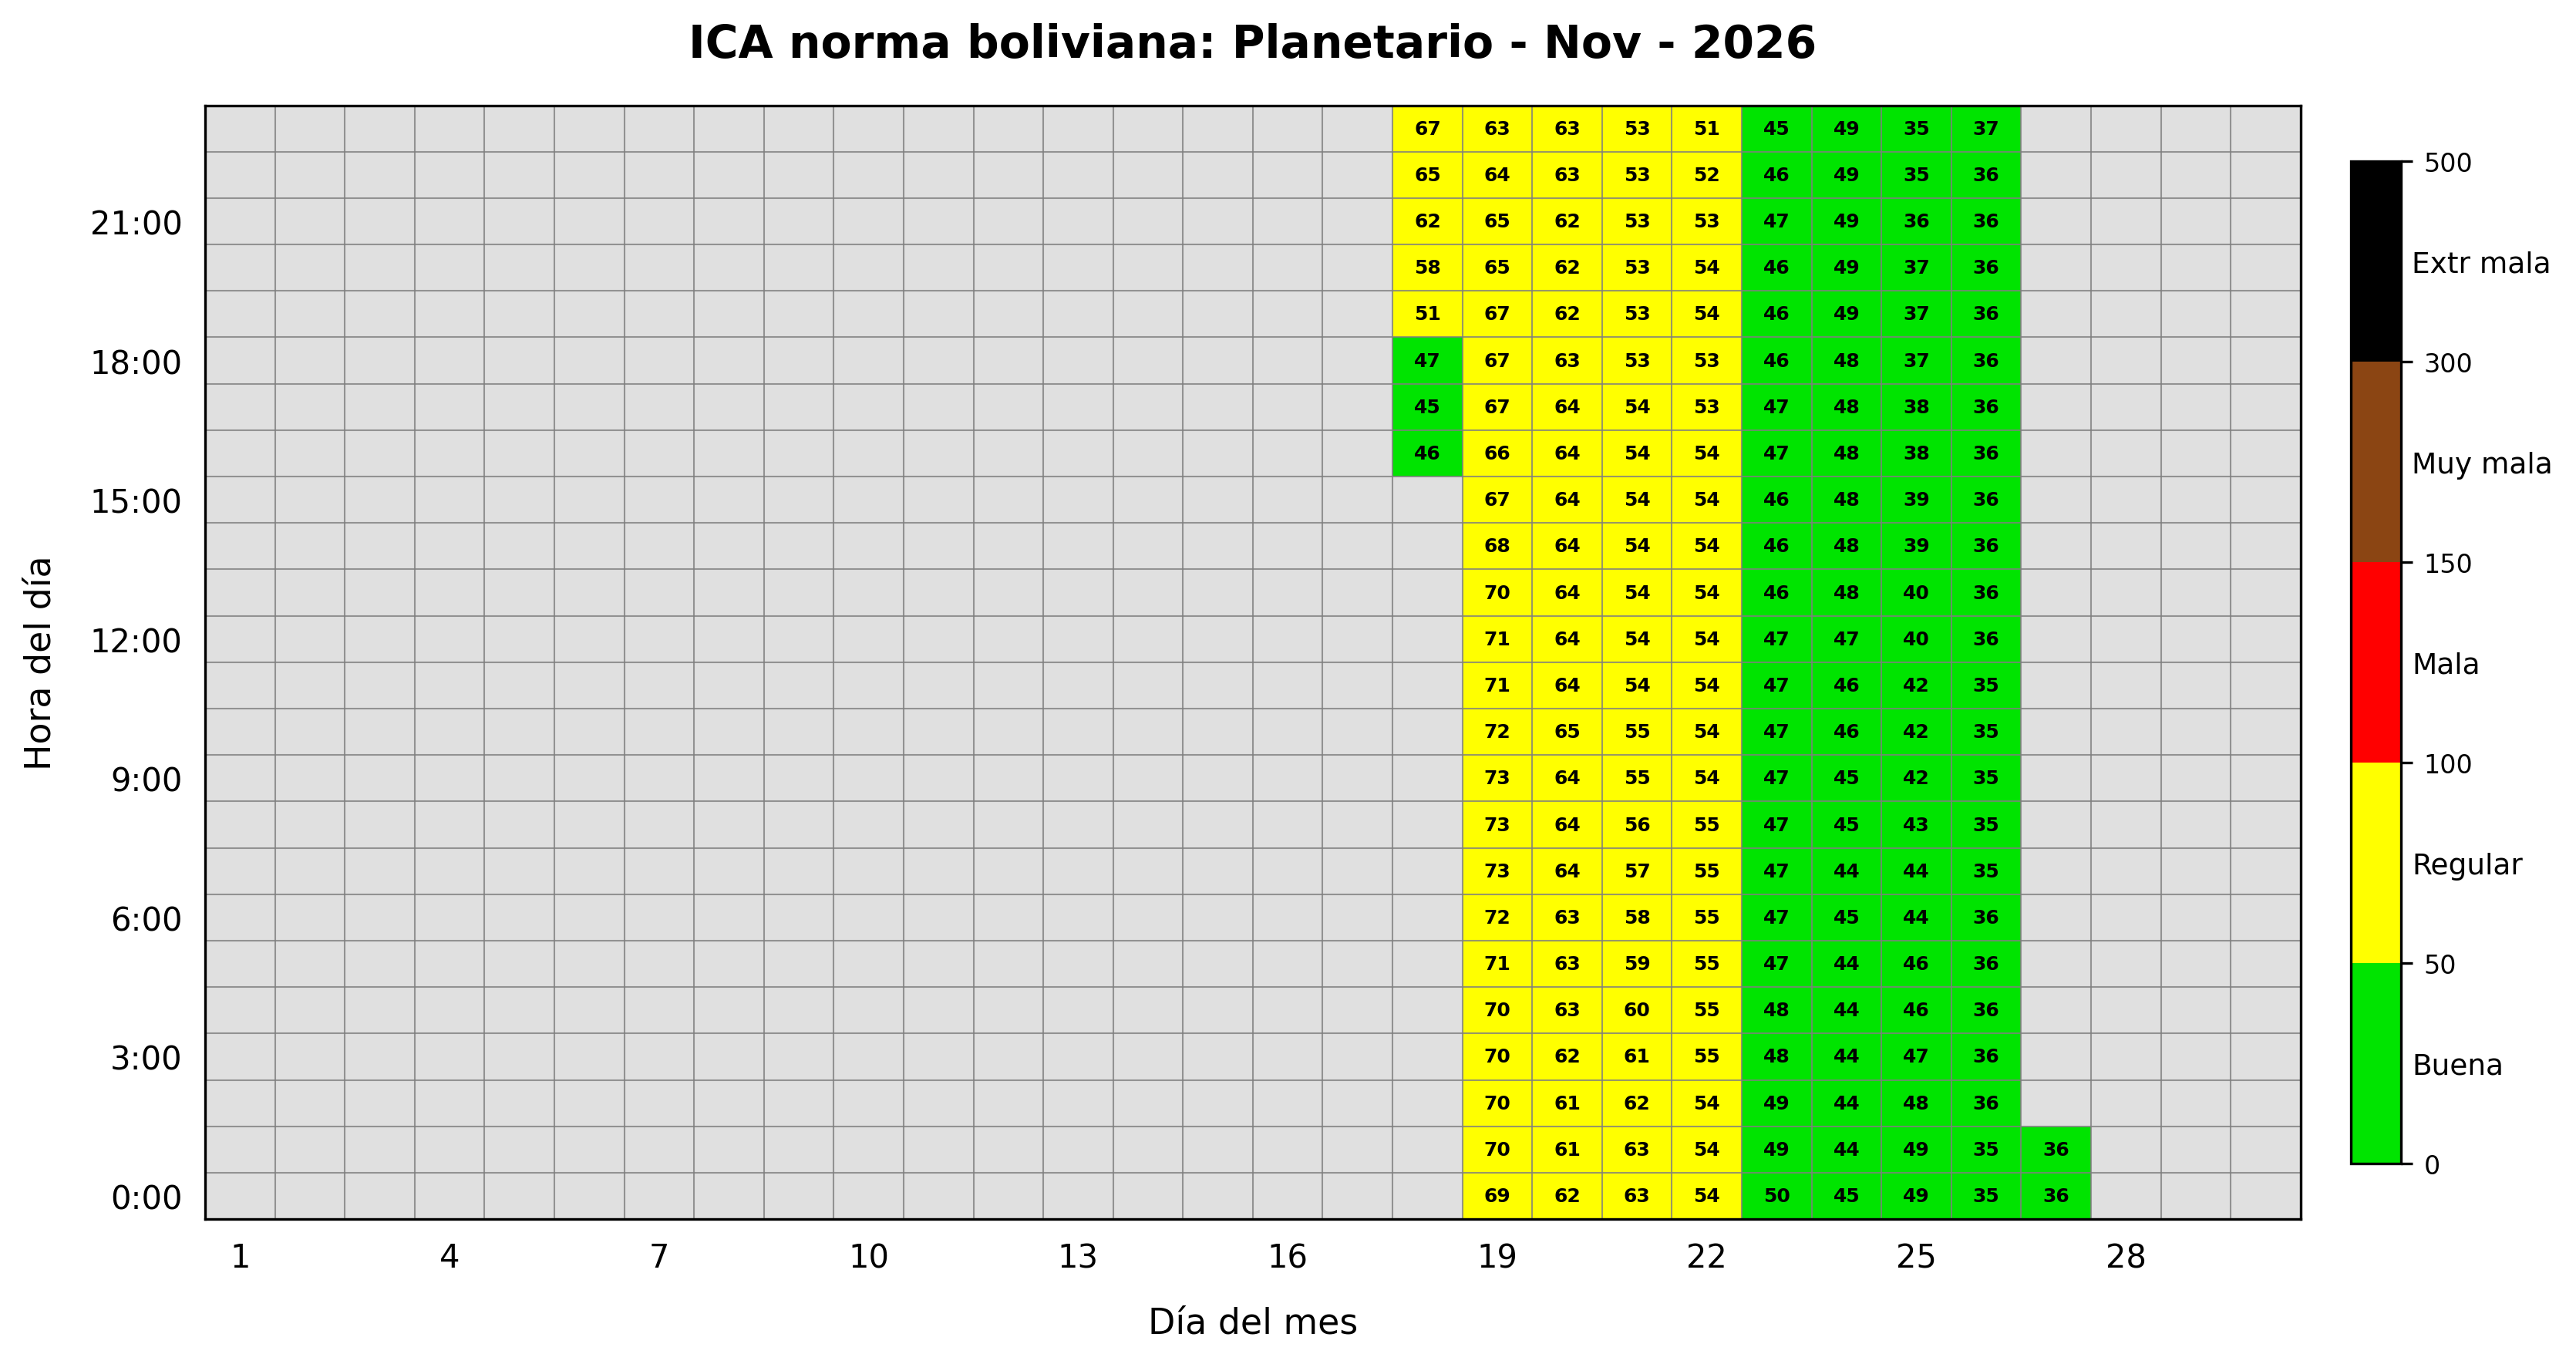 ICA norma boliviana: Planetario - Nov - 2026
67 63 63 53 51 45 49 35 37
65 64 63 53 52 46 49 35 36
21:00 62 65 62 53 53 47 49 36 36
58 65 62 53 54 46 49 37 36
51 67 62 53 54 46 49 37 36
18:00 47 67 63 53 53 46 48 37 36
45 67 64 54 53 47 48 38 36
46 66 64 54 54 47 48 38 36
15:00 67 64 54 54 46 48 39 36
68 64 54 54 46 48 39 36
70 64 54 54 46 48 40 36
12:00 71 64 54 54 47 47 40 36
71 64 54 54 47 46 42 35
72 65 55 54 47 46 42 35
9:00 73 64 55 54 47 45 42 35
73 64 56 55 47 45 43 35
73 64 57 55 47 44 44 35
6:00 72 63 58 55 47 45 44 36
71 63 59 55 47 44 46 36
70 63 60 55 48 44 46 36
3:00 70 62 61 55 48 44 47 36
70 61 62 54 49 44 48 36
70 61 63 54 49 44 49 35 36
0:00 69 62 63 54 50 45 49 35 36
1 4 7 10 13 16 19 22 25 28
Día del mes
Hora del día
500
Extr mala
300
Muy mala
150
Mala
100
Regular
50
Buena
0